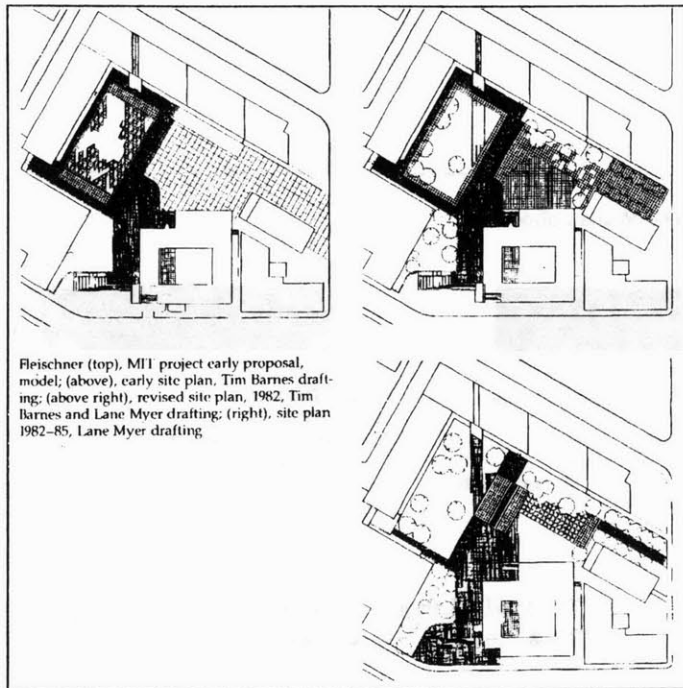 Fleischner (top), MIT project early proposal,
model; (above), early site plan, Tim Barnes draft-
ing; (above right), revised site plan, 1982, Tim
Barnes and Lane Myer drafting; (right), site plan
1982–85, Lane Myer drafting